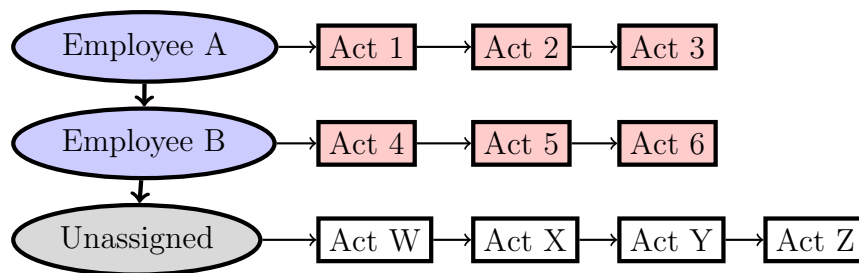 Employee A Act 1 Act 2 Act 3
Employee B Act 4 Act 5 Act 6
Unassigned Act W Act X Act Y Act Z